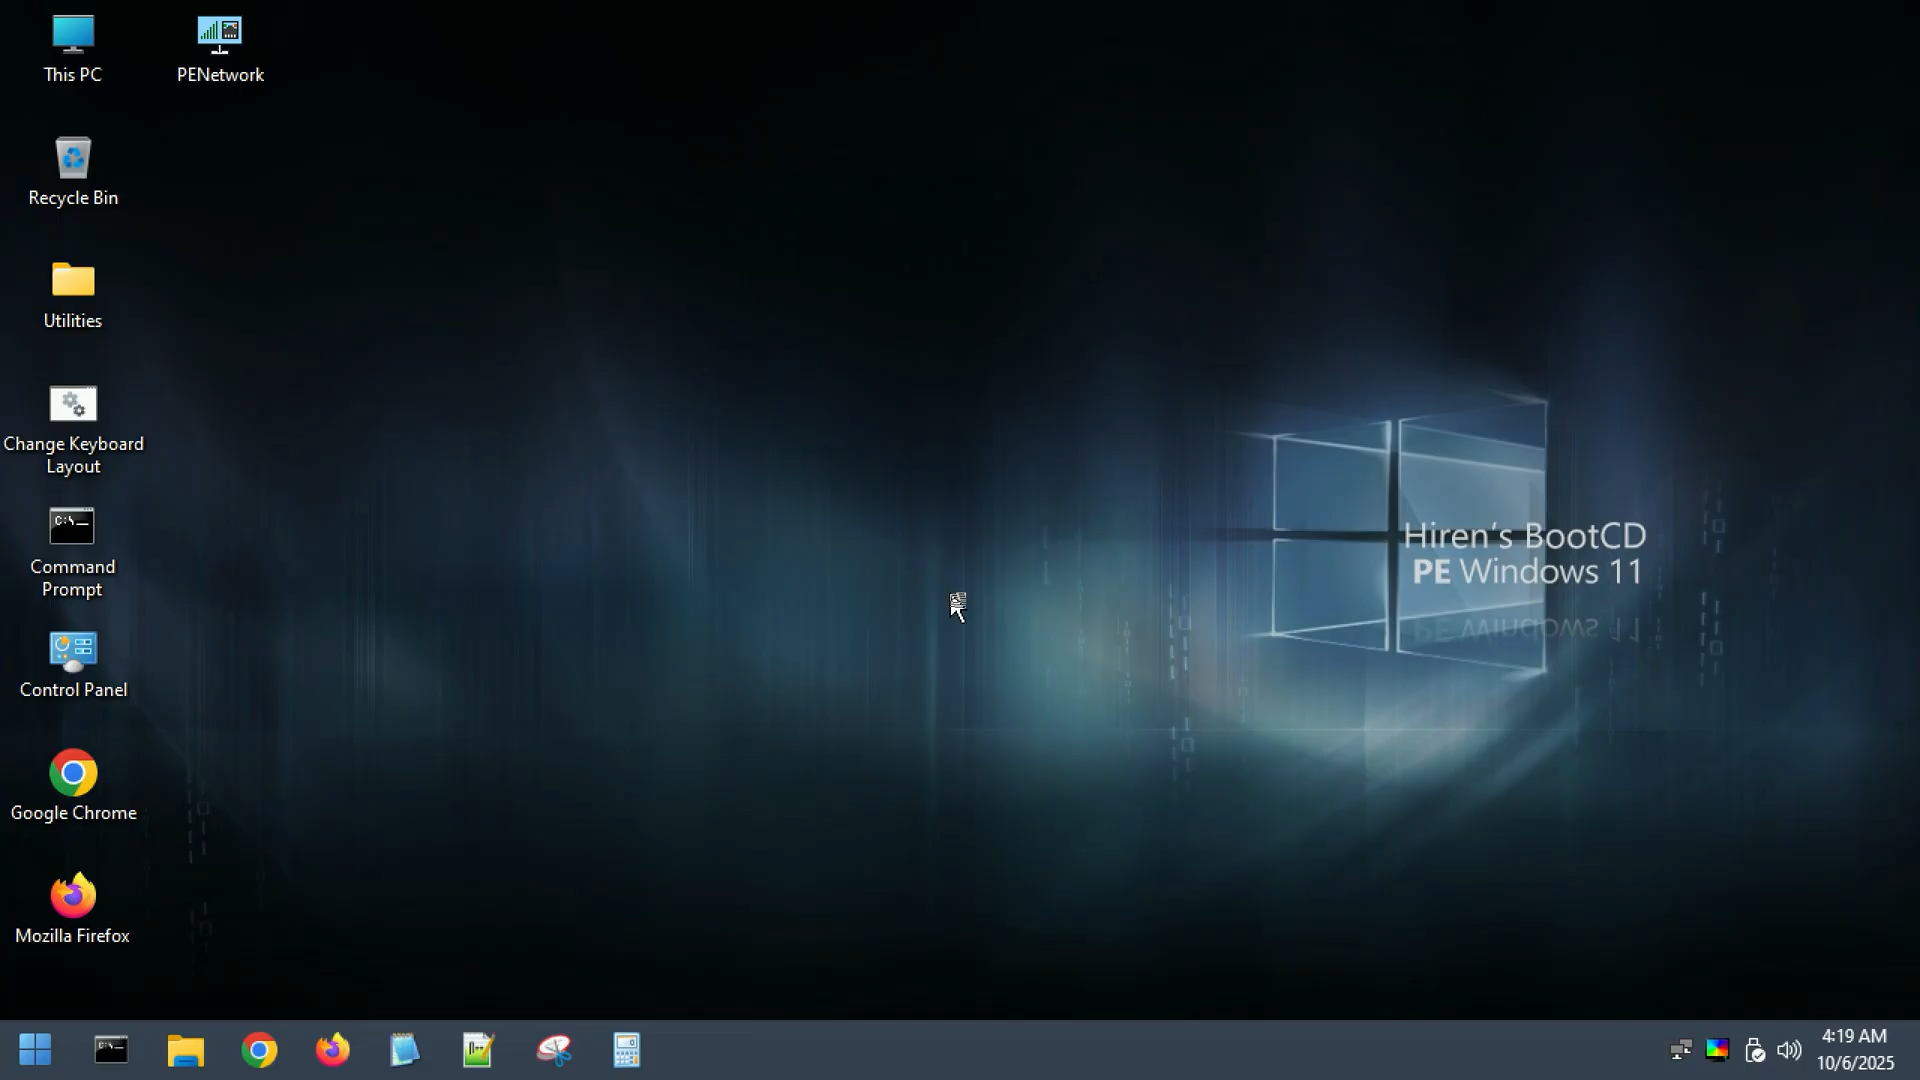 This PC
PENetwork
Recycle Bin
Utilities
Change Keyboard
Layout
Command
Prompt
Control Panel
Google Chrome
Mozilla Firefox
Hiren's BootCD
PE Windows 11
4:19 AM
10/6/2025